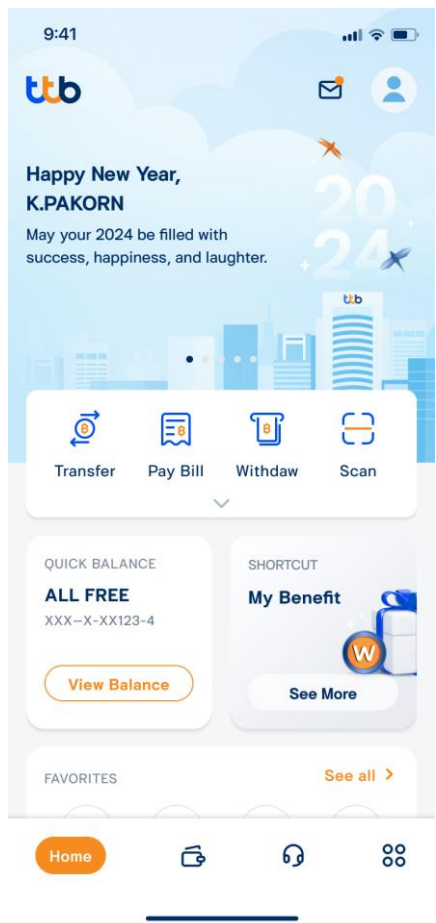 9:41
ttb
Happy New Year,
K.PAKORN
May your 2024 be filled with
success, happiness, and laughter.
20
24
ttb
Transfer Pay Bill Withdaw Scan
QUICK BALANCE
ALL FREE
XXX–X-XX123-4
View Balance
SHORTCUT
My Benefit
W
See More
FAVORITES
See all >
Home